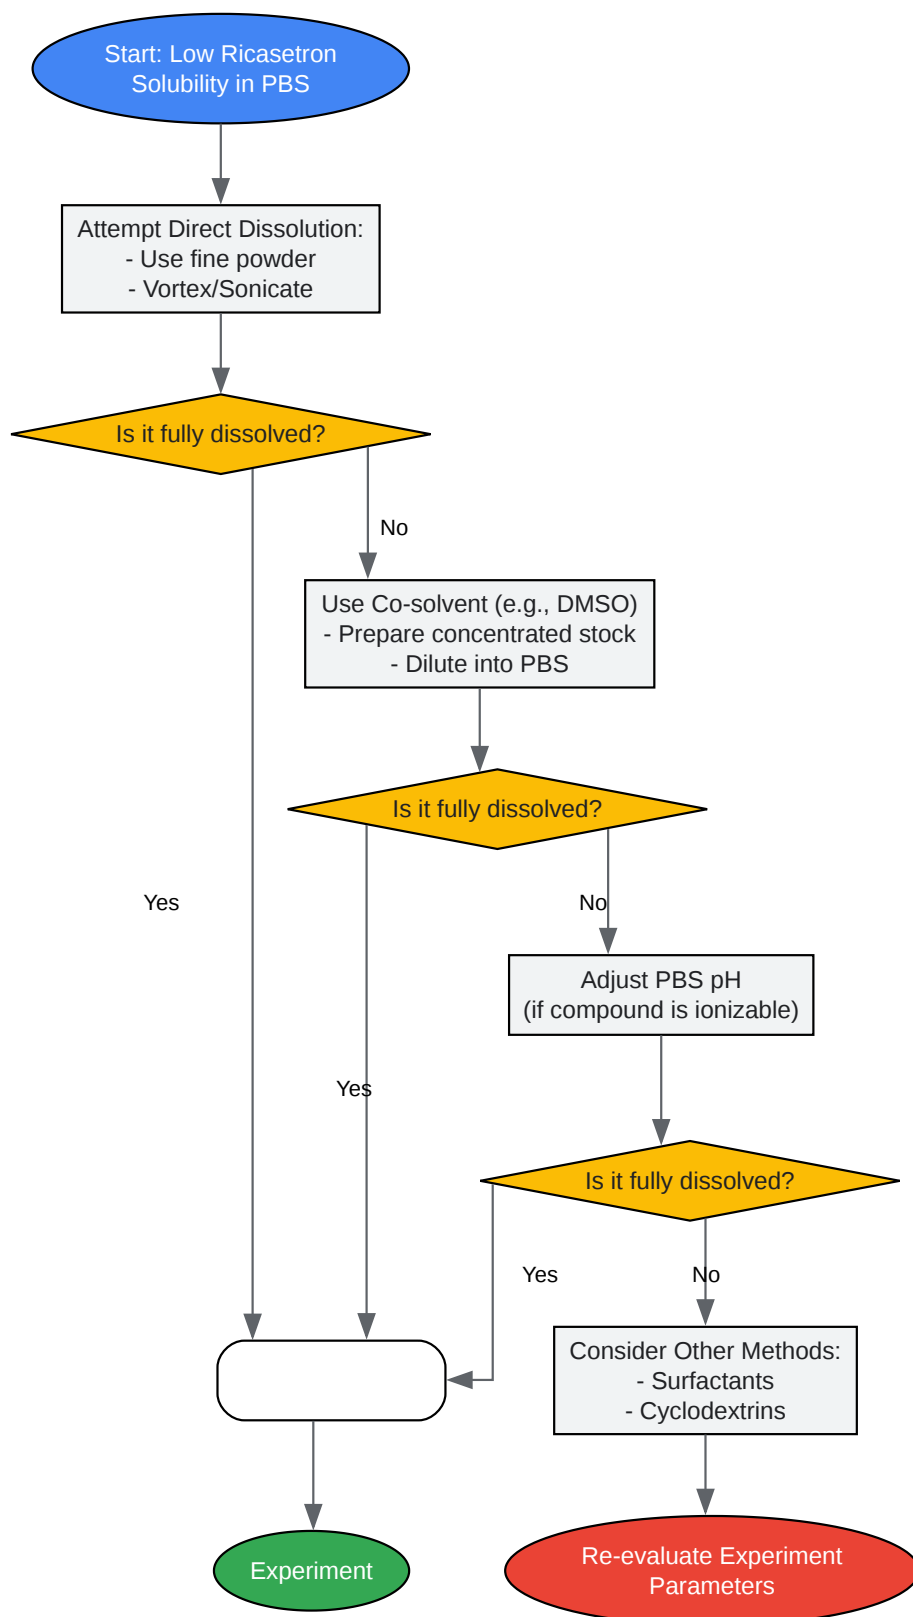 Start: Low Ricasetron
Solubility in PBS
Attempt Direct Dissolution:
- Use fine powder
- Vortex/Sonicate
Is it fully dissolved?
No
Use Co-solvent (e.g., DMSO)
- Prepare concentrated stock
- Dilute into PBS
Is it fully dissolved?
Yes
No
Adjust PBS pH
(if compound is ionizable)
Yes
Is it fully dissolved?
Yes
No
Consider Other Methods:
- Surfactants
- Cyclodextrins
Experiment
Re-evaluate Experiment
Parameters